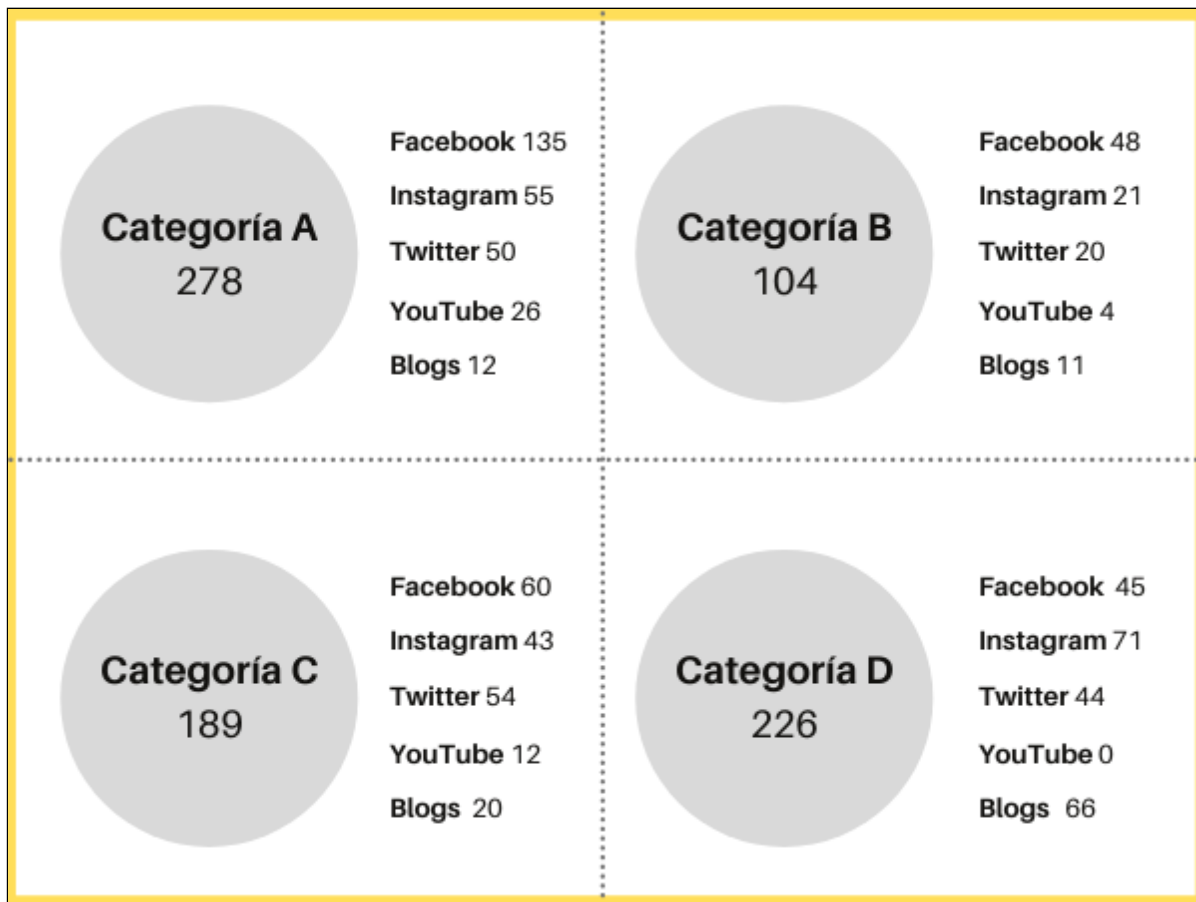 Categoría A
278
Facebook 135
Instagram 55
Twitter 50
YouTube 26
Blogs 12
Categoría B
104
Facebook 48
Instagram 21
Twitter 20
YouTube 4
Blogs 11
Categoría C
189
Facebook 60
Instagram 43
Twitter 54
YouTube 12
Blogs 20
Categoría D
226
Facebook 45
Instagram 71
Twitter 44
YouTube 0
Blogs 66